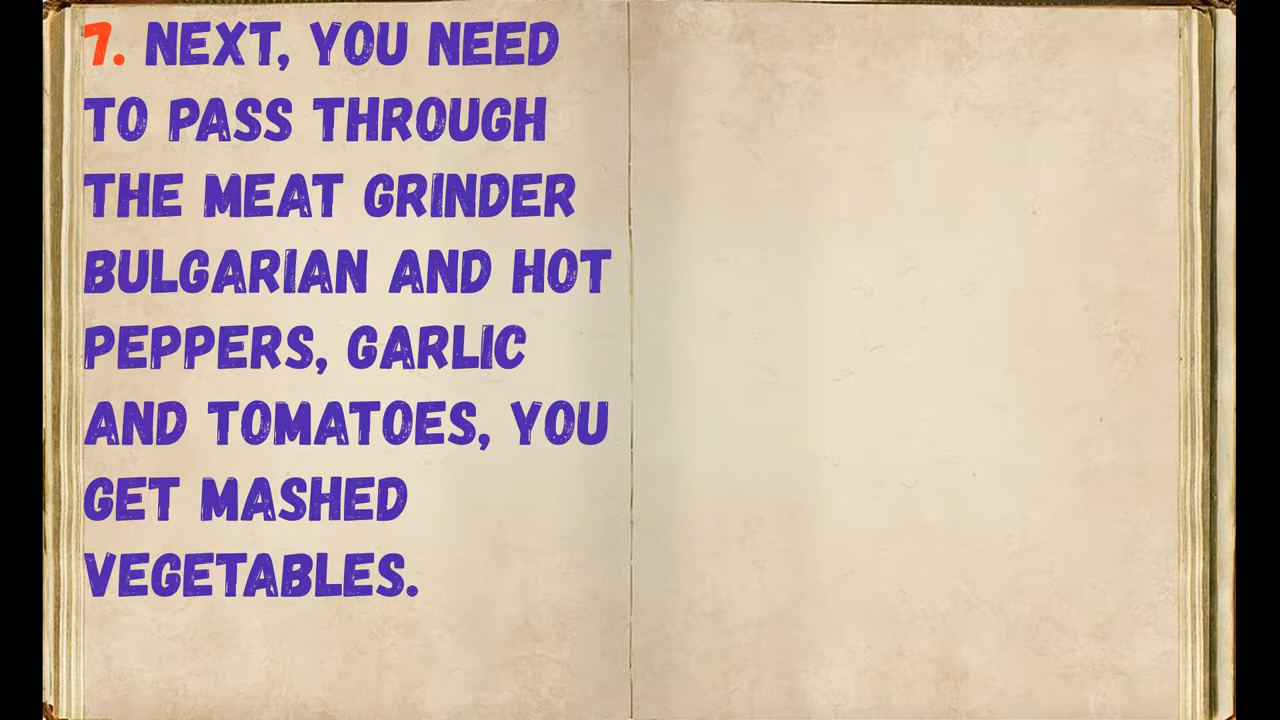 7. NEXT, YOU NEED
TO PASS THROUGH
THE MEAT GRINDER
BULGARIAN AND HOT
PEPPERS, GARLIC
AND TOMATOES, YOU
GET MASHED
VEGETABLES.